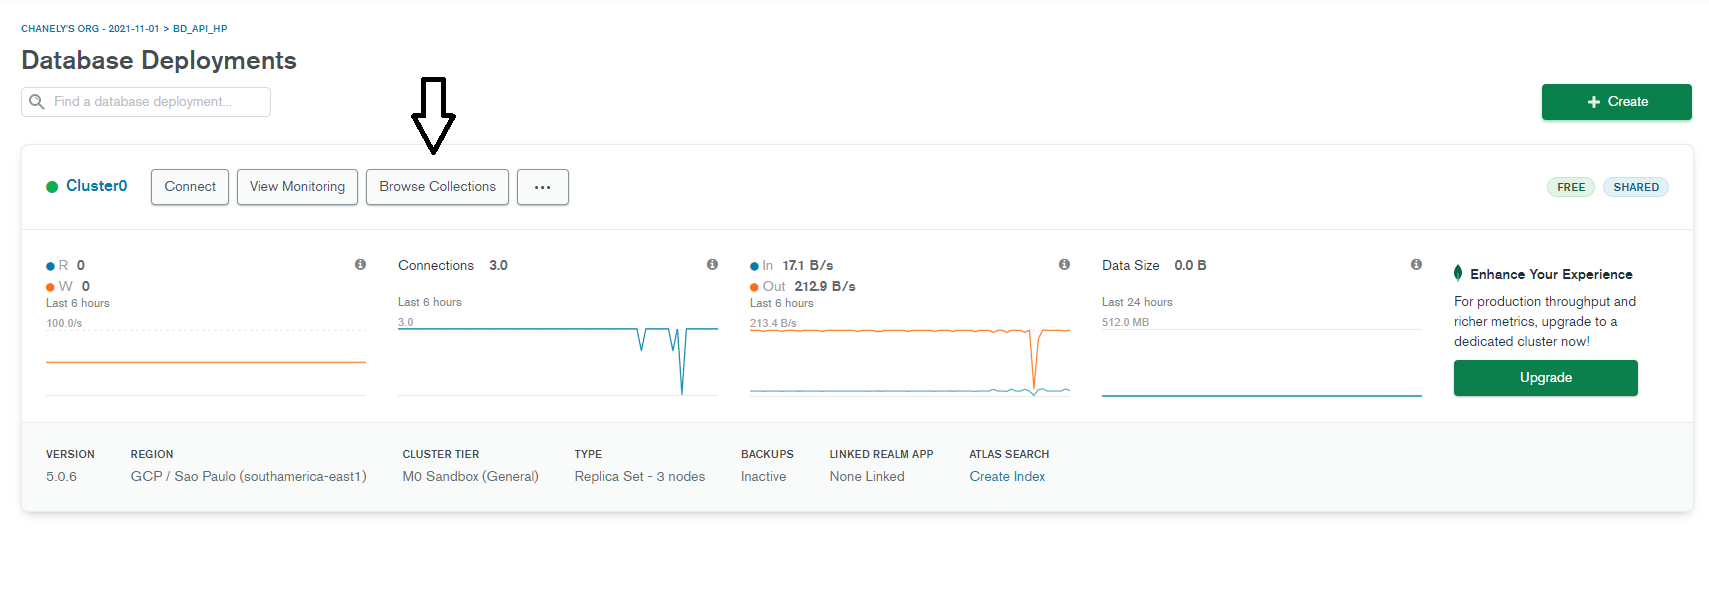 CHANELY'S ORG - 2021-11-01 > BD_API_HP
Database Deployments
Find a database deployment...
+ Create
Cluster0
Connect
View Monitoring
Browse Collections
...
FREE
SHARED
R 0
W 0
Last 6 hours
100.0/s
Connections 3.0
Last 6 hours
3.0
In 17.1 B/s
Out 212.9 B/s
Last 6 hours
213.4 B/s
Data Size 0.0 B
Last 24 hours
512.0 MB
Enhance Your Experience
For production throughput and
richer metrics, upgrade to a
dedicated cluster now!
Upgrade
VERSION
5.0.6
REGION
GCP / Sao Paulo (southamerica-east1)
CLUSTER TIER
M0 Sandbox (General)
TYPE
Replica Set - 3 nodes
BACKUPS
Inactive
LINKED REALM APP
None Linked
ATLAS SEARCH
Create Index